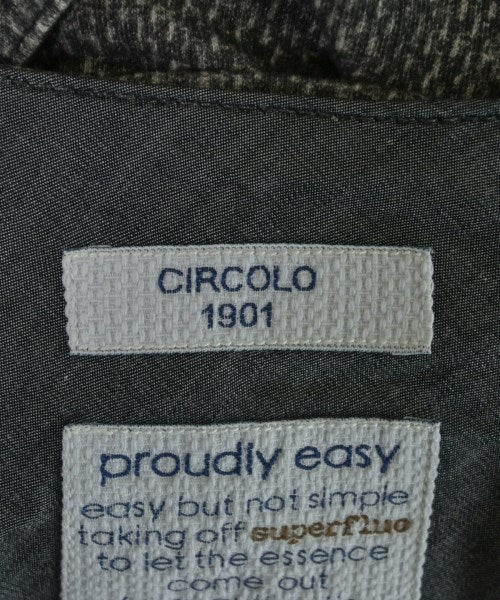 CIRCOLO
1901
proudly easy
easy but not simple
taking off superfluo
to let the essence
come out